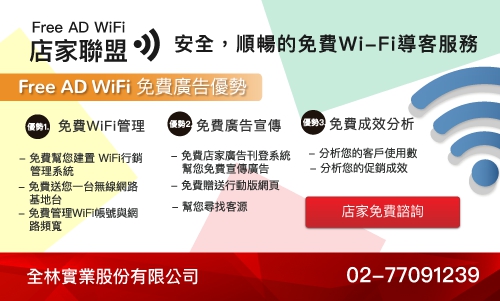 Free AD WiFi
店家聯盟
安全，順暢的免費Wi-Fi導客服務
Free AD WiFi 免費廣告優勢
優勢1. 免費WiFi管理
– 免費幫您建置 WiFi行銷
管理系統
– 免費送您一台無線網路
基地台
– 免費管理WiFi帳號與網
路頻寬
優勢2. 免費廣告宣傳
– 免費店家廣告刊登系統
幫您免費宣傳廣告
– 免費贈送行動版網頁
– 幫您尋找客源
優勢3. 免費成效分析
– 分析您的客戶使用數
– 分析您的促銷成效
店家免費諮詢
全林實業股份有限公司
02-77091239